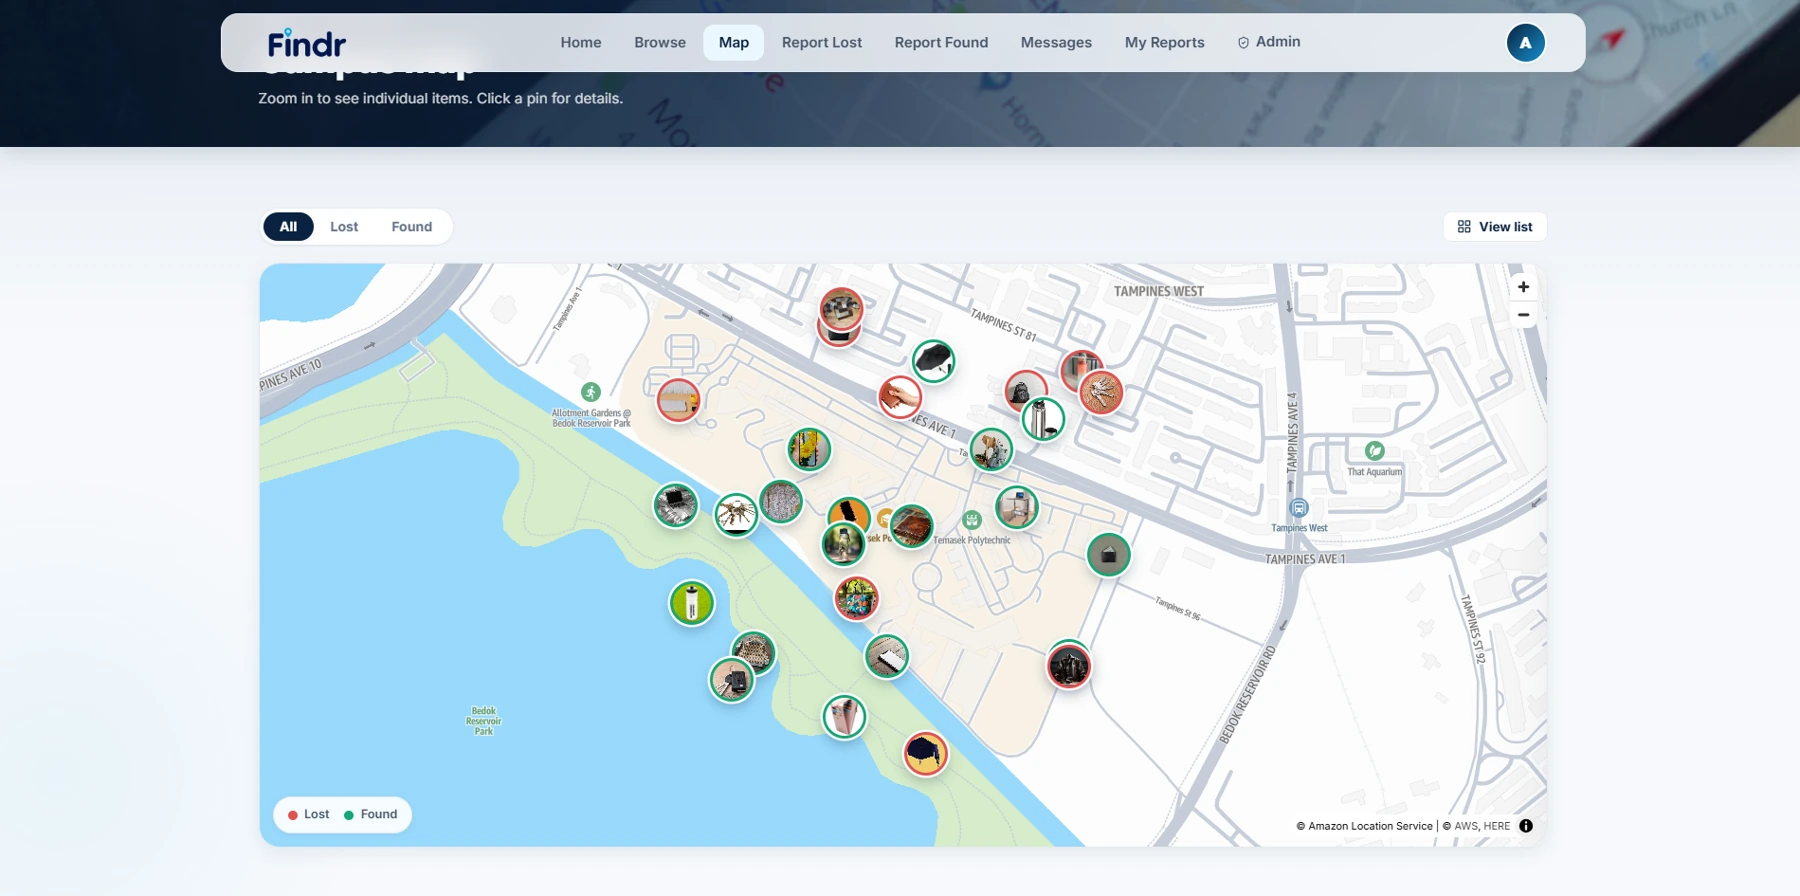 Findr
Home
Browse
Map
Report Lost
Report Found
Messages
My Reports
Admin
A
Campus Map
Zoom in to see individual items. Click a pin for details.
All
Lost
Found
View list
TAMPINES WEST
TAMPINES ST 81
Tampines Ave 1
PINES AVE 10
Allotment Gardens @
Bedok Reservoir Park
NES AVE 1
TAMPINES AVE 4
That Aquarium
Tampines West
Temasek Polytechnic
TAMPINES AVE 1
Tampines St 96
TAMPINES ST 92
BEDOK RESERVOIR RD
Bedok
Reservoir
Park
Lost
Found
© Amazon Location Service | © AWS, HERE